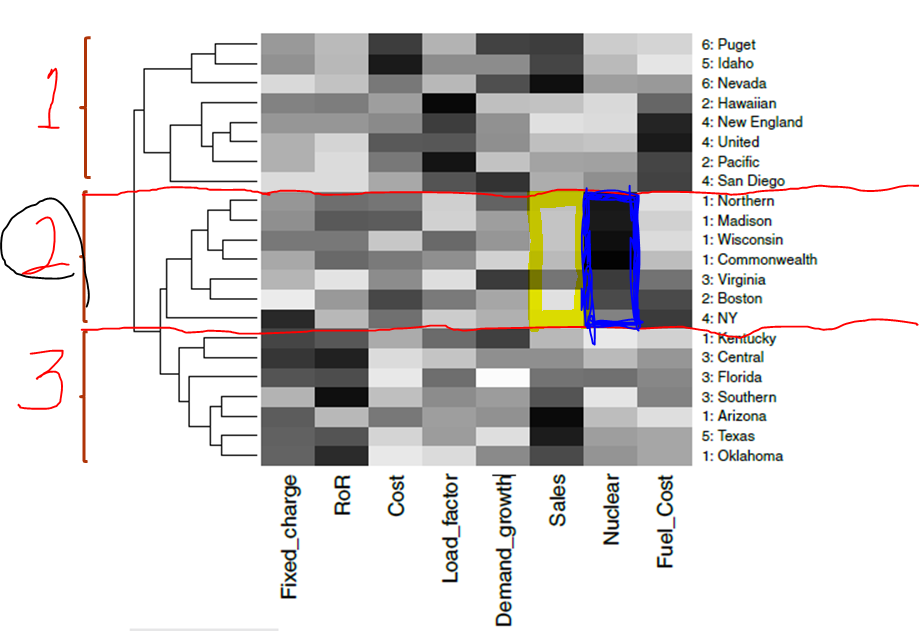 1
2
3
6: Puget
5: Idaho
6: Nevada
2: Hawaiian
4: New England
4: United
2: Pacific
4: San Diego
1: Northern
1: Madison
1: Wisconsin
1: Commonwealth
3: Virginia
2: Boston
4: NY
1: Kentucky
3: Central
3: Florida
3: Southern
1: Arizona
5: Texas
1: Oklahoma
Fixed_charge
RoR
Cost
Load_factor
Demand_growth
Sales
Nuclear
Fuel_Cost